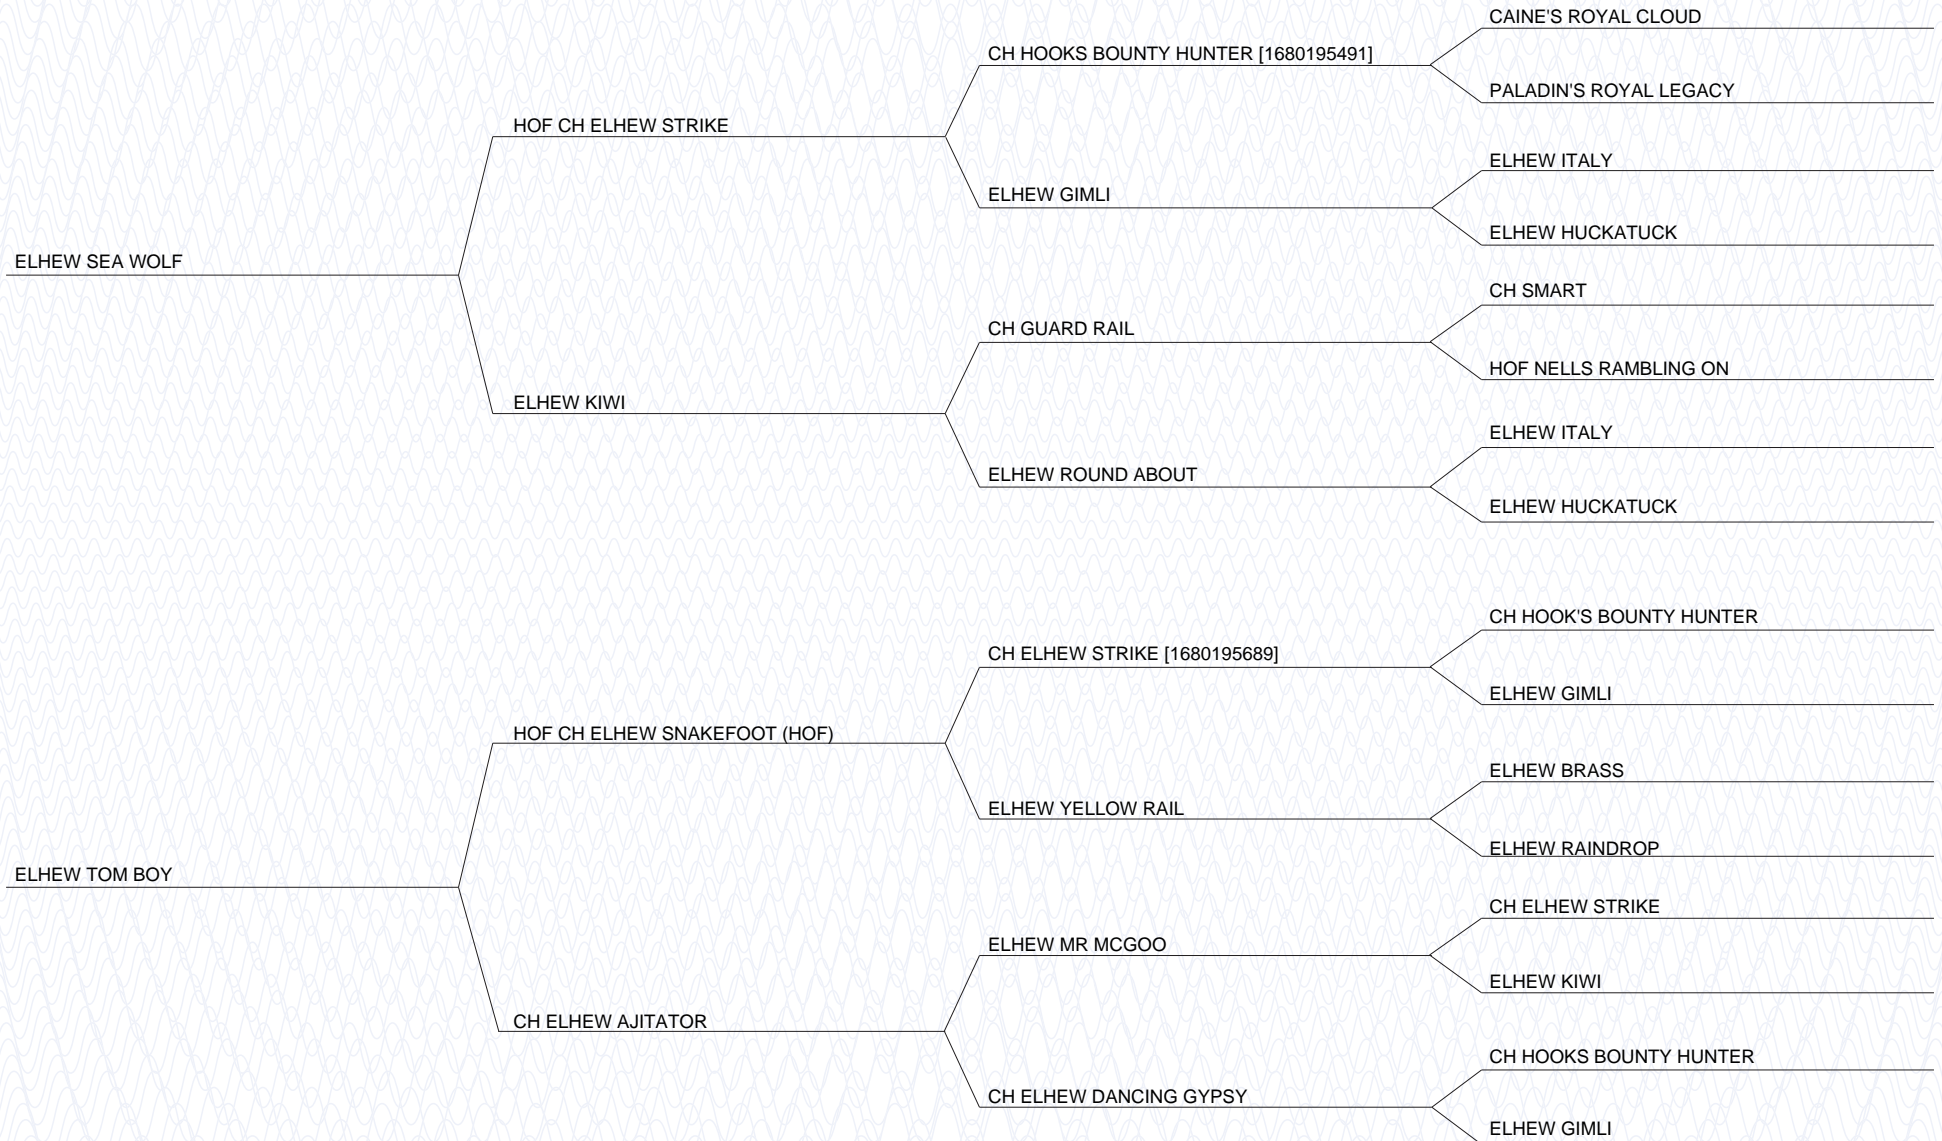 CAINE'S ROYAL CLOUD
CH HOOKS BOUNTY HUNTER [1680195491]
PALADIN'S ROYAL LEGACY
HOF CH ELHEW STRIKE
ELHEW ITALY
ELHEW GIMLI
ELHEW HUCKATUCK
ELHEW SEA WOLF
CH SMART
CH GUARD RAIL
HOF NELLS RAMBLING ON
ELHEW KIWI
ELHEW ITALY
ELHEW ROUND ABOUT
ELHEW HUCKATUCK
CH HOOK'S BOUNTY HUNTER
CH ELHEW STRIKE [1680195689]
ELHEW GIMLI
HOF CH ELHEW SNAKEFOOT (HOF)
ELHEW BRASS
ELHEW YELLOW RAIL
ELHEW RAINDROP
ELHEW TOM BOY
CH ELHEW STRIKE
ELHEW MR MCGOO
ELHEW KIWI
CH ELHEW AJITATOR
CH HOOKS BOUNTY HUNTER
CH ELHEW DANCING GYPSY
ELHEW GIMLI